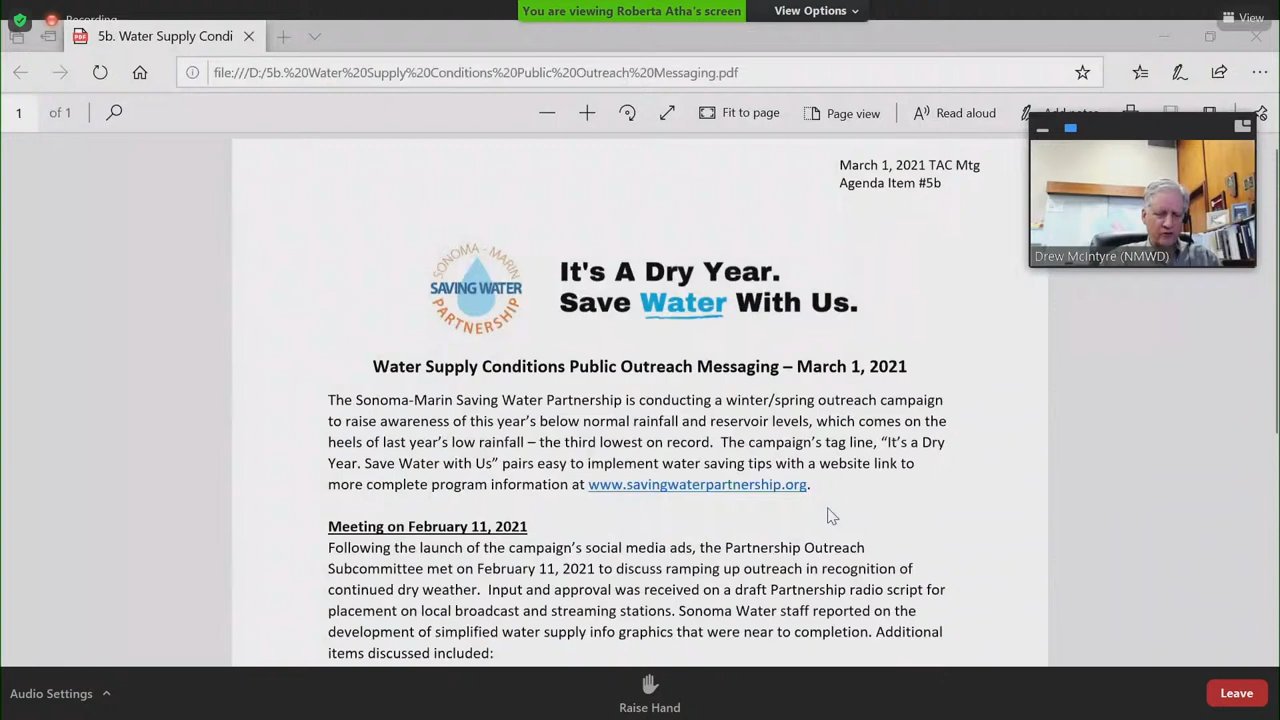 Recording
You are viewing Roberta Atha's screen
View Options
View
5b. Water Supply Condi
file:///D:/5b.%20Water%20Supply%20Conditions%20Public%20Outreach%20Messaging.pdf
1 of 1
Fit to page
Page view
Read aloud
Add notes
March 1, 2021 TAC Mtg
Agenda Item #5b
SONOMA - MARIN
SAVING WATER
PARTNERSHIP
It's A Dry Year.
Save Water With Us.
Drew McIntyre (NMWD)
Water Supply Conditions Public Outreach Messaging – March 1, 2021
The Sonoma-Marin Saving Water Partnership is conducting a winter/spring outreach campaign
to raise awareness of this year’s below normal rainfall and reservoir levels, which comes on the
heels of last year’s low rainfall – the third lowest on record. The campaign’s tag line, “It’s a Dry
Year. Save Water with Us” pairs easy to implement water saving tips with a website link to
more complete program information at www.savingwaterpartnership.org.
Meeting on February 11, 2021
Following the launch of the campaign’s social media ads, the Partnership Outreach
Subcommittee met on February 11, 2021 to discuss ramping up outreach in recognition of
continued dry weather. Input and approval was received on a draft Partnership radio script for
placement on local broadcast and streaming stations. Sonoma Water staff reported on the
development of simplified water supply info graphics that were near to completion. Additional
items discussed included:
Audio Settings
Raise Hand
Leave